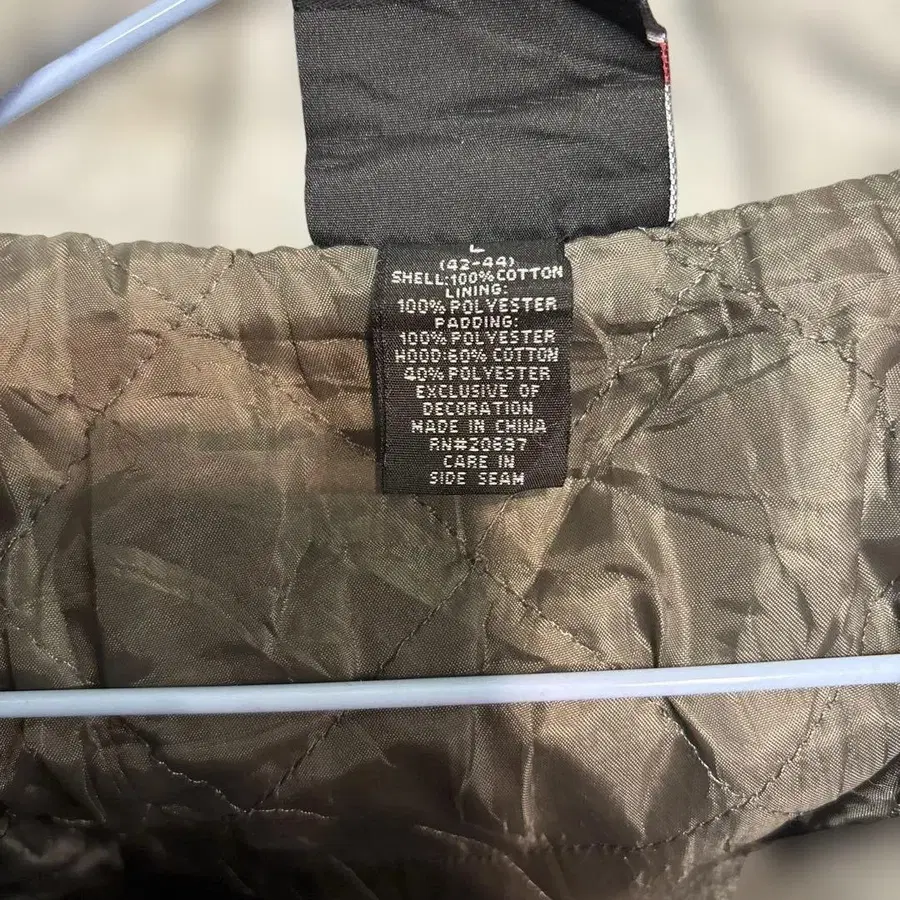 L
(42-44)
SHELL:100% COTTON
LINING:
100% POLYESTER
PADDING:
100% POLYESTER
HOOD:60% COTTON
40% POLYESTER
EXCLUSIVE OF
DECORATION
MADE IN CHINA
RN#20697
CARE IN
SIDE SEAM